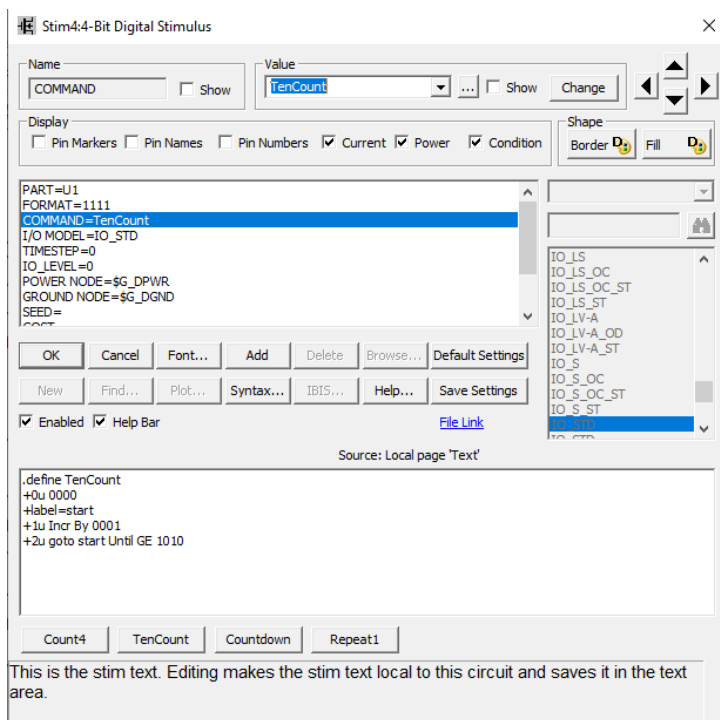 Stim4:4-Bit Digital Stimulus
Name
COMMAND
Show
Value
TenCount
...
Show
Change
Display
Pin Markers
Pin Names
Pin Numbers
Current
Power
Condition
Shape
Border
Fill
PART=U1
FORMAT=1111
COMMAND=TenCount
I/O MODEL=IO_STD
TIMESTEP=0
IO_LEVEL=0
POWER NODE=$G_DPWR
GROUND NODE=$G_DGND
SEED=
COST
IO_LS
IO_LS_OC
IO_LS_OC_ST
IO_LS_ST
IO_LV-A
IO_LV-A_OD
IO_LV-A_ST
IO_S
IO_S_OC
IO_S_OC_ST
IO_S_ST
IO_STD
IO_STD
OK
Cancel
Font...
Add
Delete
Browse...
Default Settings
New
Find...
Plot...
Syntax...
IBIS...
Help...
Save Settings
Enabled
Help Bar
File Link
Source: Local page 'Text'
.define TenCount
+0u 0000
+label=start
+1u Incr By 0001
+2u goto start Until GE 1010
Count4
TenCount
Countdown
Repeat1
This is the stim text. Editing makes the stim text local to this circuit and saves it in the text
area.